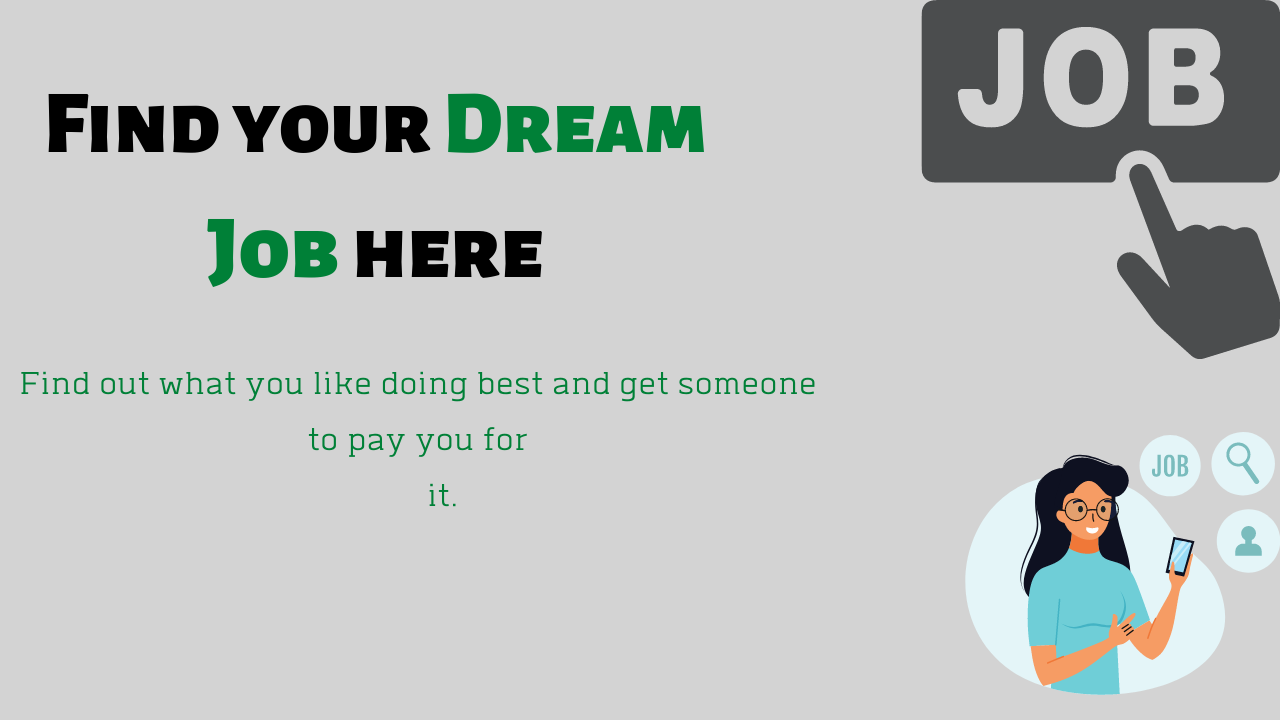 JOB
Find your Dream
Job here
Find out what you like doing best and get someone
to pay you for
it.
JOB